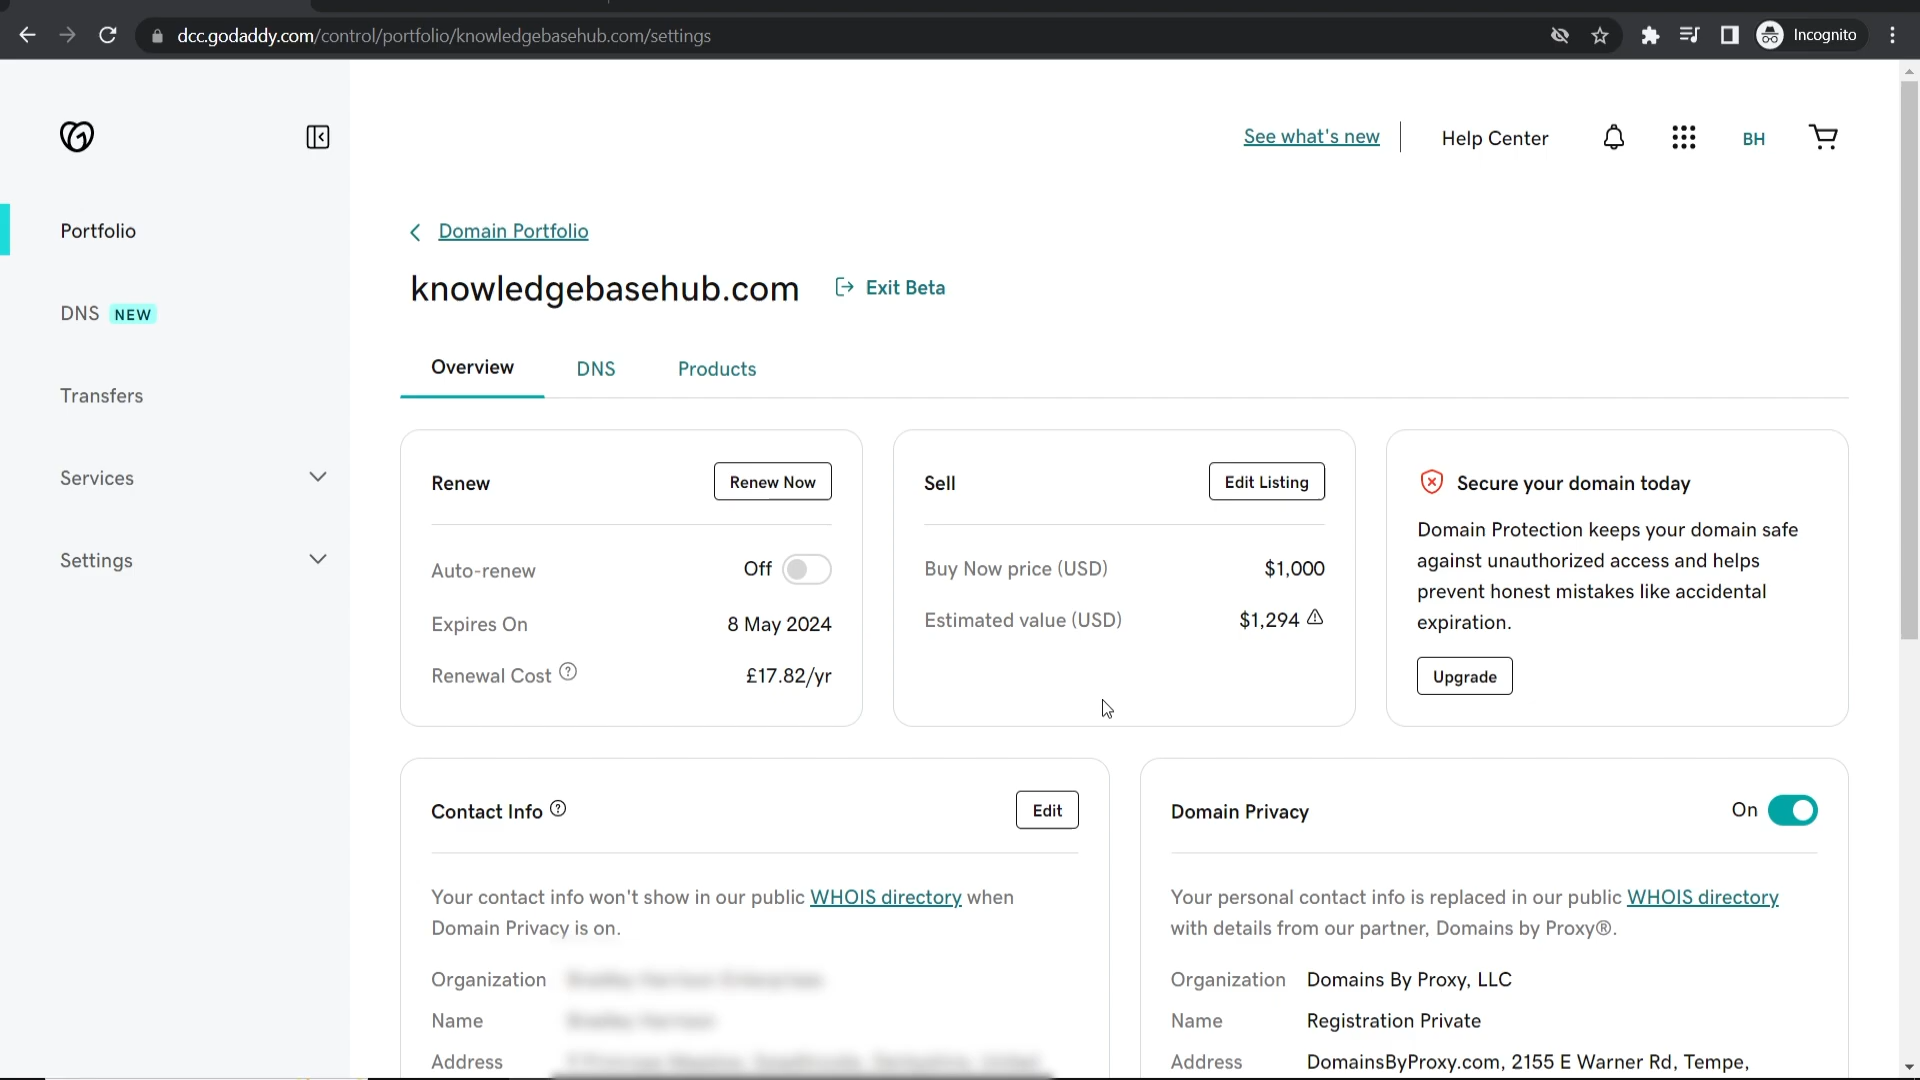 dcc.godaddy.com/control/portfolio/knowledgebasehub.com/settings
Incognito
See what's new
Help Center
BH
Portfolio
DNS NEW
Transfers
Services
Settings
Domain Portfolio
knowledgebasehub.com
Exit Beta
Overview
DNS
Products
Renew
Renew Now
Auto-renew
Off
Expires On
8 May 2024
Renewal Cost
£17.82/yr
Sell
Edit Listing
Buy Now price (USD)
$1,000
Estimated value (USD)
$1,294
Secure your domain today
Domain Protection keeps your domain safe
against unauthorized access and helps
prevent honest mistakes like accidental
expiration.
Upgrade
Contact Info
Edit
Your contact info won't show in our public WHOIS directory when
Domain Privacy is on.
Organization
Name
Address
Domain Privacy
On
Your personal contact info is replaced in our public WHOIS directory
with details from our partner, Domains by Proxy®.
Organization Domains By Proxy, LLC
Name Registration Private
Address DomainsByProxy.com, 2155 E Warner Rd, Tempe,